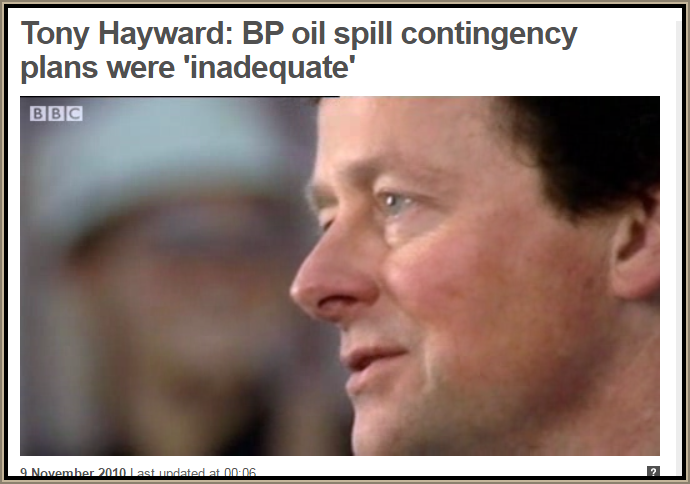 Tony Hayward: BP oil spill contingency
plans were 'inadequate'
BBC
9 November 2010 Last updated at 00:06
?